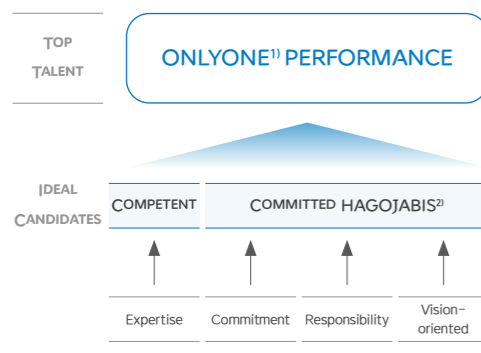 TOP
TALENT
ONLYONE1) PERFORMANCE
IDEAL
CANDIDATES
COMPETENT
COMMITTED HAGOJABIS2)
Expertise
Commitment
Responsibility
Vision-
oriented